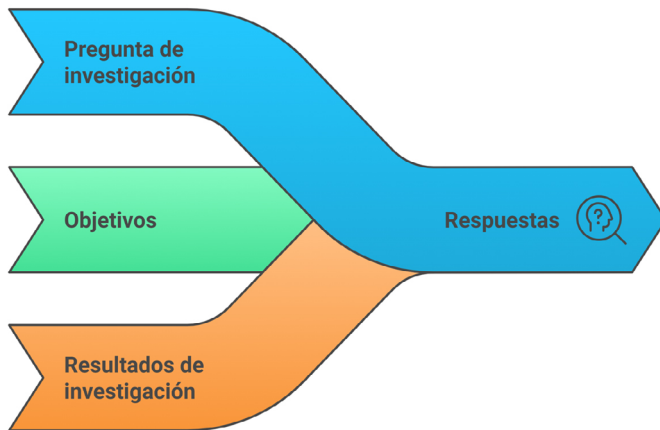 Pregunta de
investigación
Objetivos
Respuestas
?
Resultados de
investigación